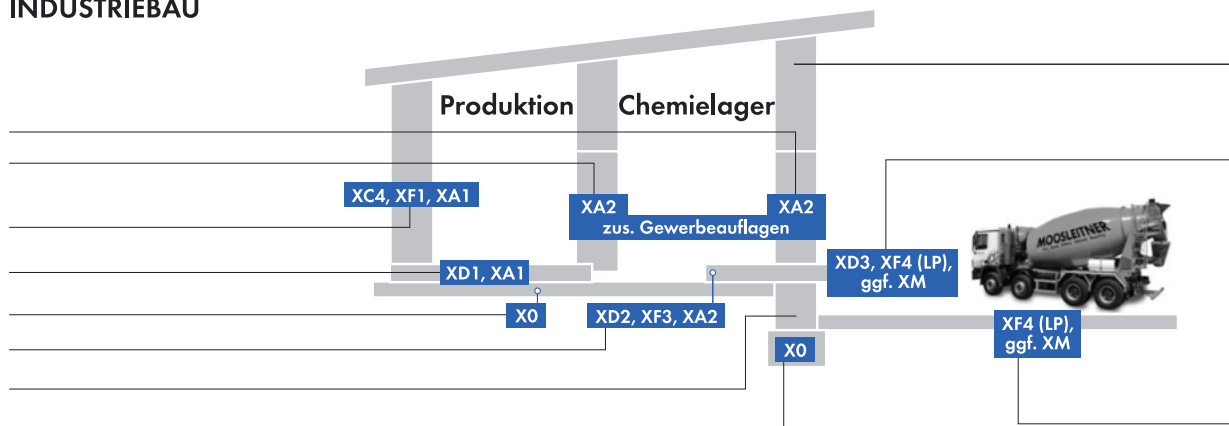 INDUSTRIEBAU
Produktion
Chemielager
XC4, XF1, XA1
XA2
XA2
zus. Gewerbeauflagen
MOOSLEITNER
XD1, XA1
XD3, XF4 (LP),
ggf. XM
X0
XD2, XF3, XA2
XF4 (LP),
ggf. XM
X0